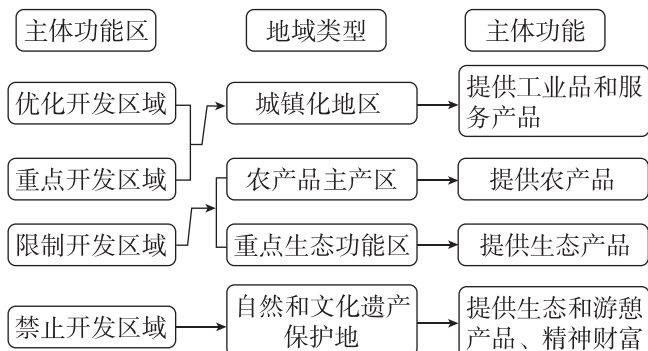 主体功能区
地域类型
主体功能
优化开发区域
城镇化地区
提供工业品和服
务产品
重点开发区域
农产品主产区
提供农产品
限制开发区域
重点生态功能区
提供生态产品
禁止开发区域
自然和文化遗产
保护地
提供生态和游憩
产品、精神财富